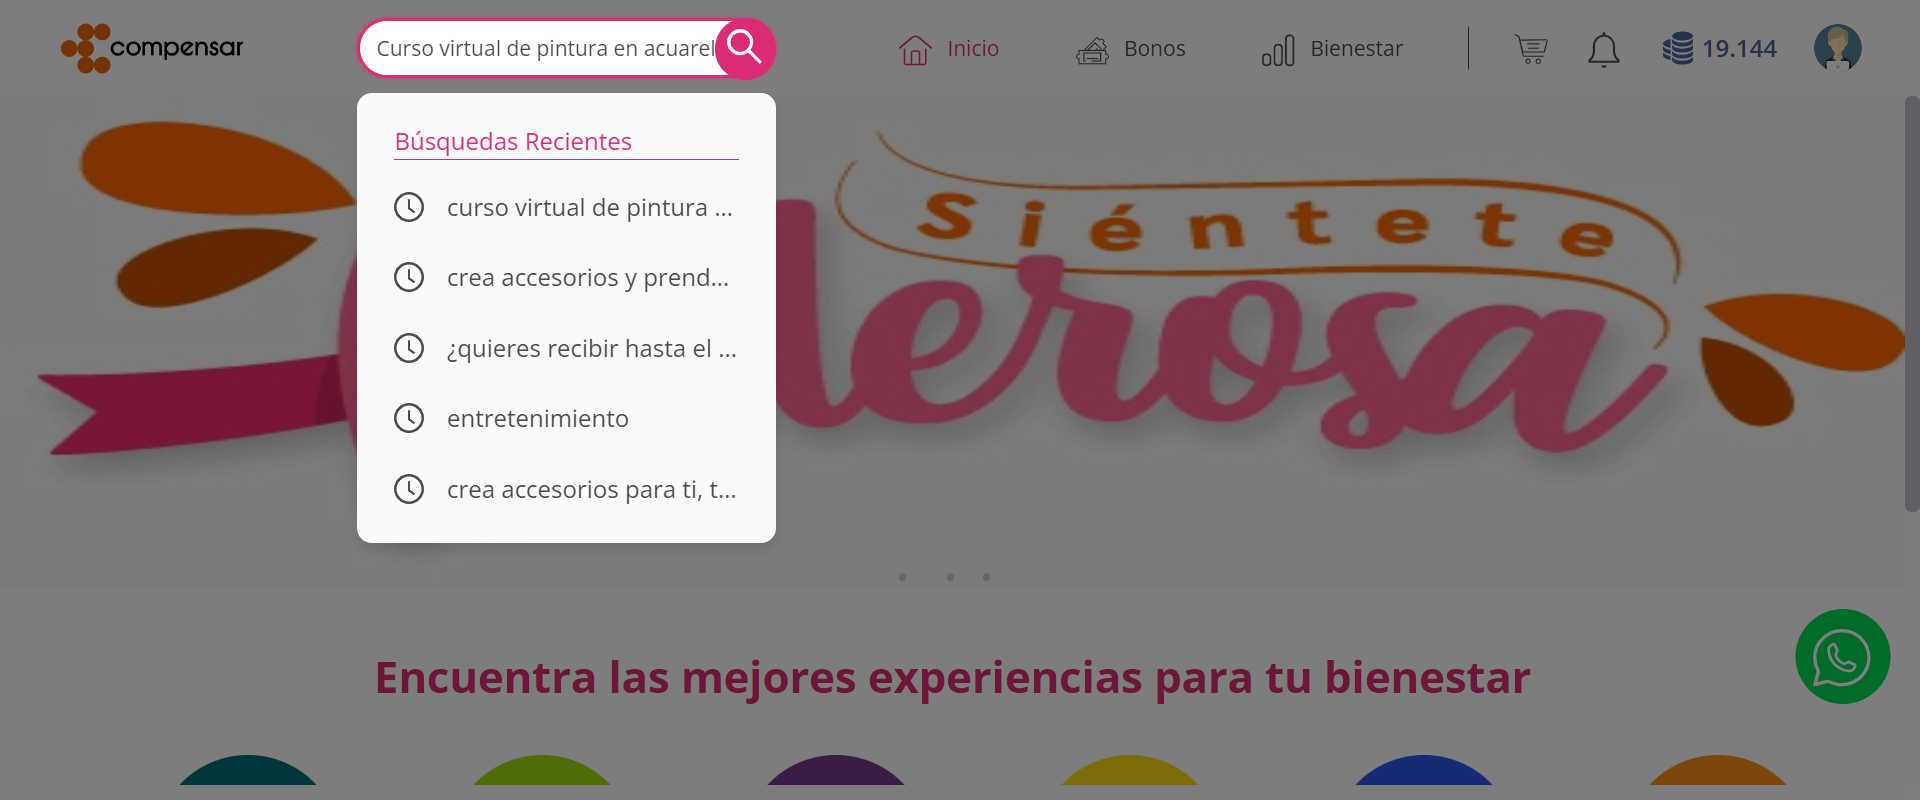 compensar
Curso virtual de pintura en acuarel
Inicio
Bonos
Bienestar
19.144
Búsquedas Recientes
curso virtual de pintura ...
crea accesorios y prend...
¿quieres recibir hasta el ...
entretenimiento
crea accesorios para ti, t...
Siéntete
erosa
Encuentra las mejores experiencias para tu bienestar